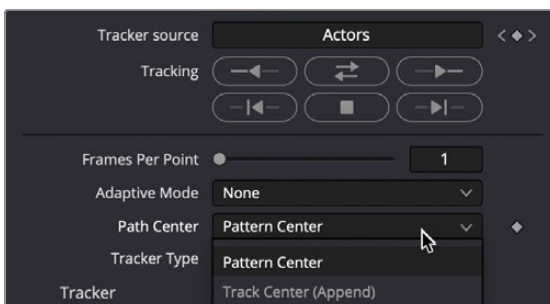 Tracker source Actors
Tracking
Frames Per Point 1
Adaptive Mode None
Path Center Pattern Center
Tracker Type Pattern Center
Tracker Track Center (Append)